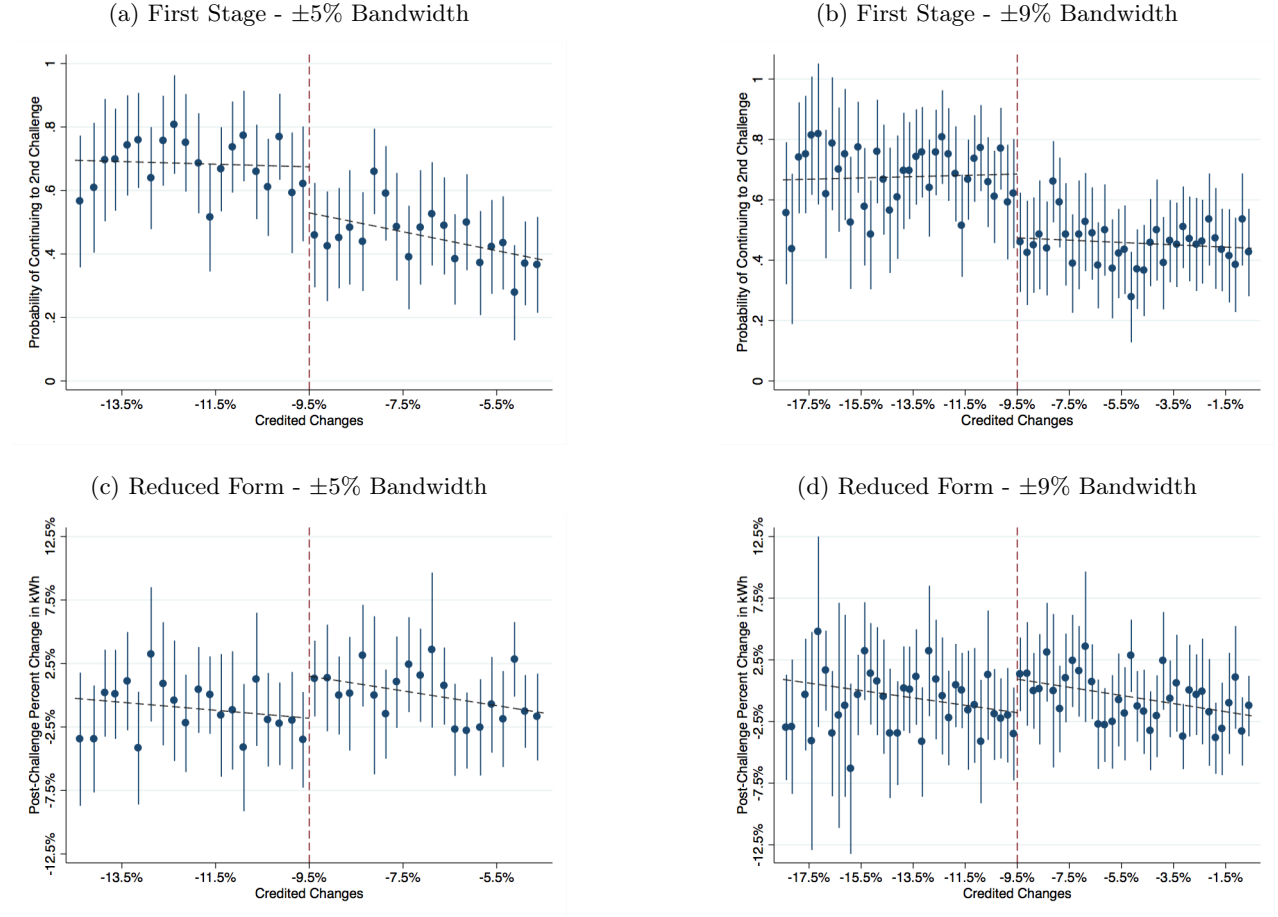 (a) First Stage - ±5% Bandwidth
Probability of Continuing to 2nd Challenge
1
.8
.6
.4
.2
0
-13.5% -11.5% -9.5% -7.5% -5.5%
Credited Changes
(b) First Stage - ±9% Bandwidth
Probability of Continuing to 2nd Challenge
1
.8
.6
.4
.2
0
-17.5% -15.5% -13.5% -11.5% -9.5% -7.5% -5.5% -3.5% -1.5%
Credited Changes
(c) Reduced Form - ±5% Bandwidth
Post-Challenge Percent Change in kWh
12.5%
7.5%
2.5%
-2.5%
-7.5%
-12.5%
-13.5% -11.5% -9.5% -7.5% -5.5%
Credited Changes
(d) Reduced Form - ±9% Bandwidth
Post-Challenge Percent Change in kWh
12.5%
7.5%
2.5%
-2.5%
-7.5%
-12.5%
-17.5% -15.5% -13.5% -11.5% -9.5% -7.5% -5.5% -3.5% -1.5%
Credited Changes